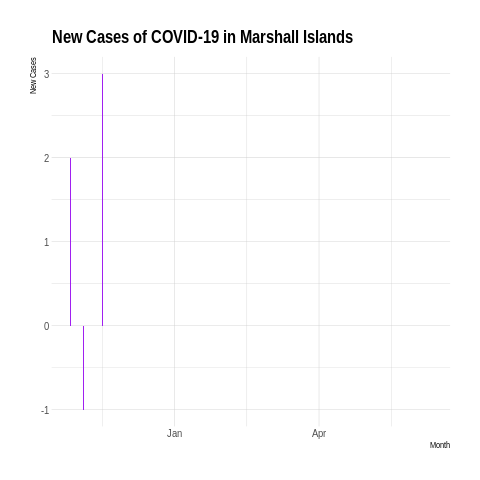 New Cases of COVID-19 in Marshall Islands
New Cases
3
2
1
0
-1
Jan
Apr
Month